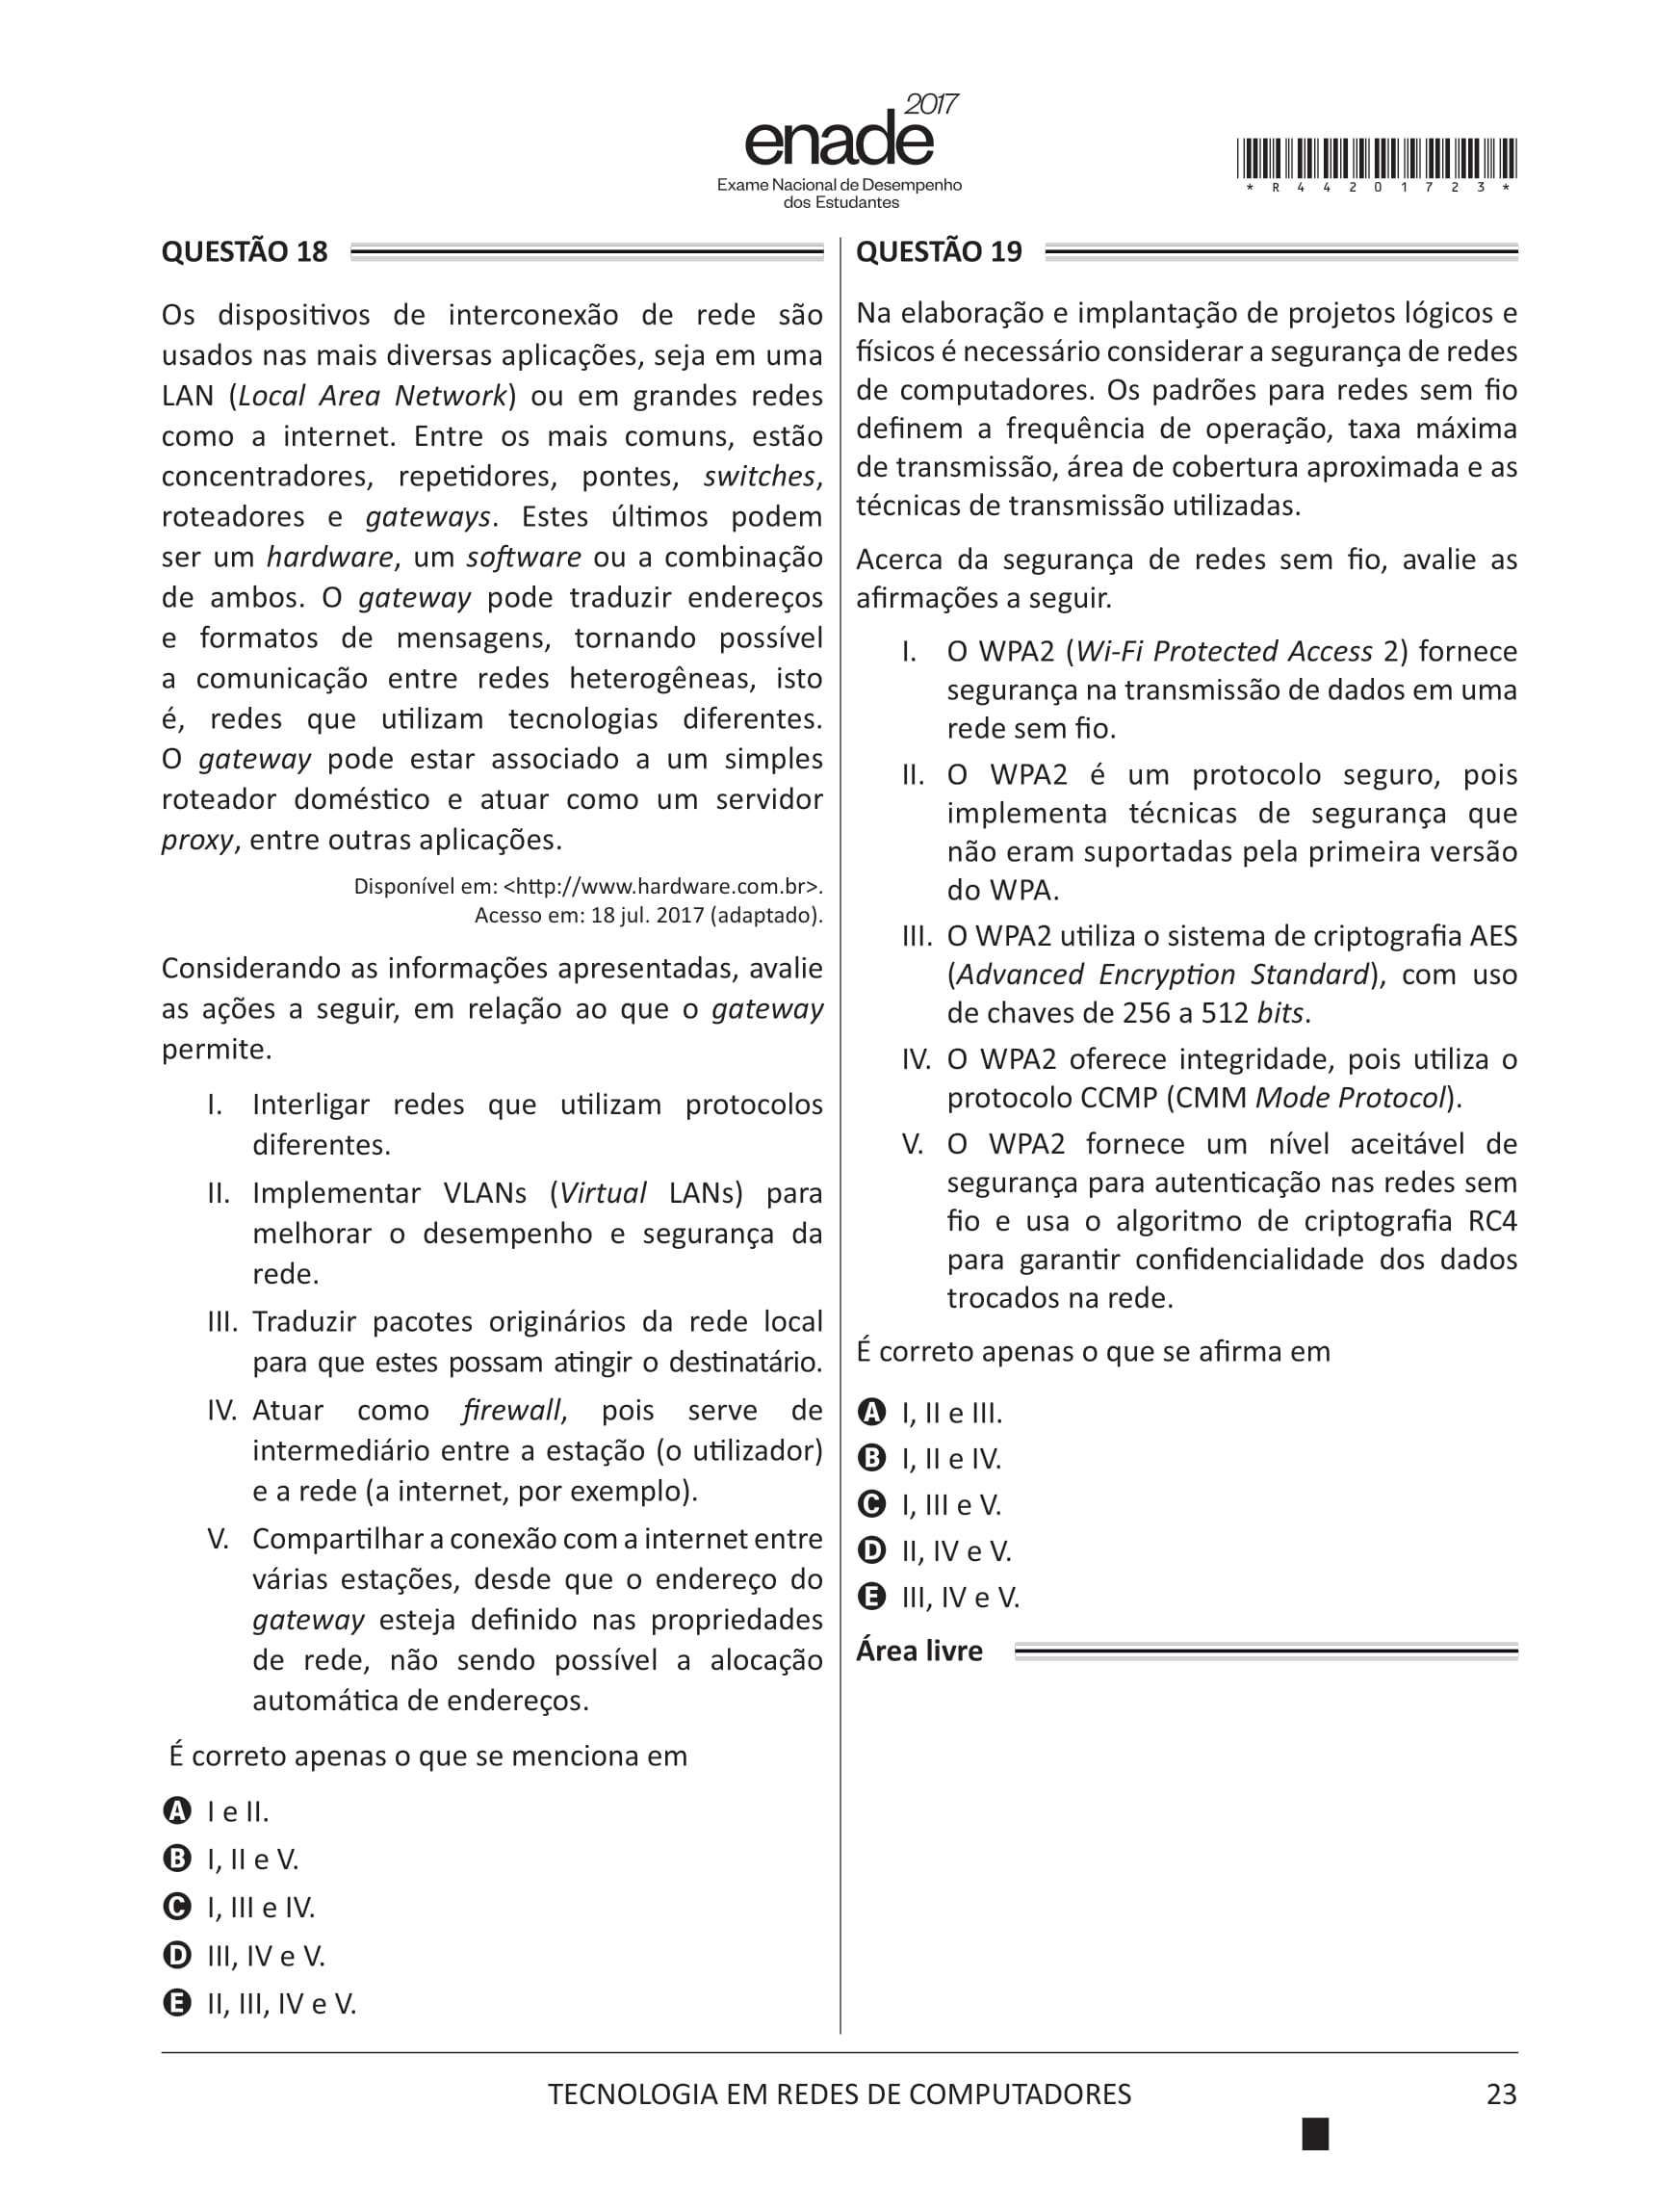 enade 2017
Exame Nacional de Desempenho
dos Estudantes
* R 4 4 2 0 1 7 2 3 *
QUESTÃO 18
Os dispositivos de interconexão de rede são
usados nas mais diversas aplicações, seja em uma
LAN (Local Area Network) ou em grandes redes
como a internet. Entre os mais comuns, estão
concentradores, repetidores, pontes, switches,
roteadores e gateways. Estes últimos podem
ser um hardware, um software ou a combinação
de ambos. O gateway pode traduzir endereços
e formatos de mensagens, tornando possível
a comunicação entre redes heterogêneas, isto
é, redes que utilizam tecnologias diferentes.
O gateway pode estar associado a um simples
roteador doméstico e atuar como um servidor
proxy, entre outras aplicações.
Disponível em: <http://www.hardware.com.br>.
Acesso em: 18 jul. 2017 (adaptado).
Considerando as informações apresentadas, avalie
as ações a seguir, em relação ao que o gateway
permite.
I. Interligar redes que utilizam protocolos
diferentes.
II. Implementar VLANs (Virtual LANs) para
melhorar o desempenho e segurança da
rede.
III. Traduzir pacotes originários da rede local
para que estes possam atingir o destinatário.
IV. Atuar como firewall, pois serve de
intermediário entre a estação (o utilizador)
e a rede (a internet, por exemplo).
V. Compartilhar a conexão com a internet entre
várias estações, desde que o endereço do
gateway esteja definido nas propriedades
de rede, não sendo possível a alocação
automática de endereços.
É correto apenas o que se menciona em
A I e II.
B I, II e V.
C I, III e IV.
D III, IV e V.
E II, III, IV e V.
QUESTÃO 19
Na elaboração e implantação de projetos lógicos e
físicos é necessário considerar a segurança de redes
de computadores. Os padrões para redes sem fio
definem a frequência de operação, taxa máxima
de transmissão, área de cobertura aproximada e as
técnicas de transmissão utilizadas.
Acerca da segurança de redes sem fio, avalie as
afirmações a seguir.
I. O WPA2 (Wi-Fi Protected Access 2) fornece
segurança na transmissão de dados em uma
rede sem fio.
II. O WPA2 é um protocolo seguro, pois
implementa técnicas de segurança que
não eram suportadas pela primeira versão
do WPA.
III. O WPA2 utiliza o sistema de criptografia AES
(Advanced Encryption Standard), com uso
de chaves de 256 a 512 bits.
IV. O WPA2 oferece integridade, pois utiliza o
protocolo CCMP (CMM Mode Protocol).
V. O WPA2 fornece um nível aceitável de
segurança para autenticação nas redes sem
fio e usa o algoritmo de criptografia RC4
para garantir confidencialidade dos dados
trocados na rede.
É correto apenas o que se afirma em
A I, II e III.
B I, II e IV.
C I, III e V.
D II, IV e V.
E III, IV e V.
Área livre
TECNOLOGIA EM REDES DE COMPUTADORES
23